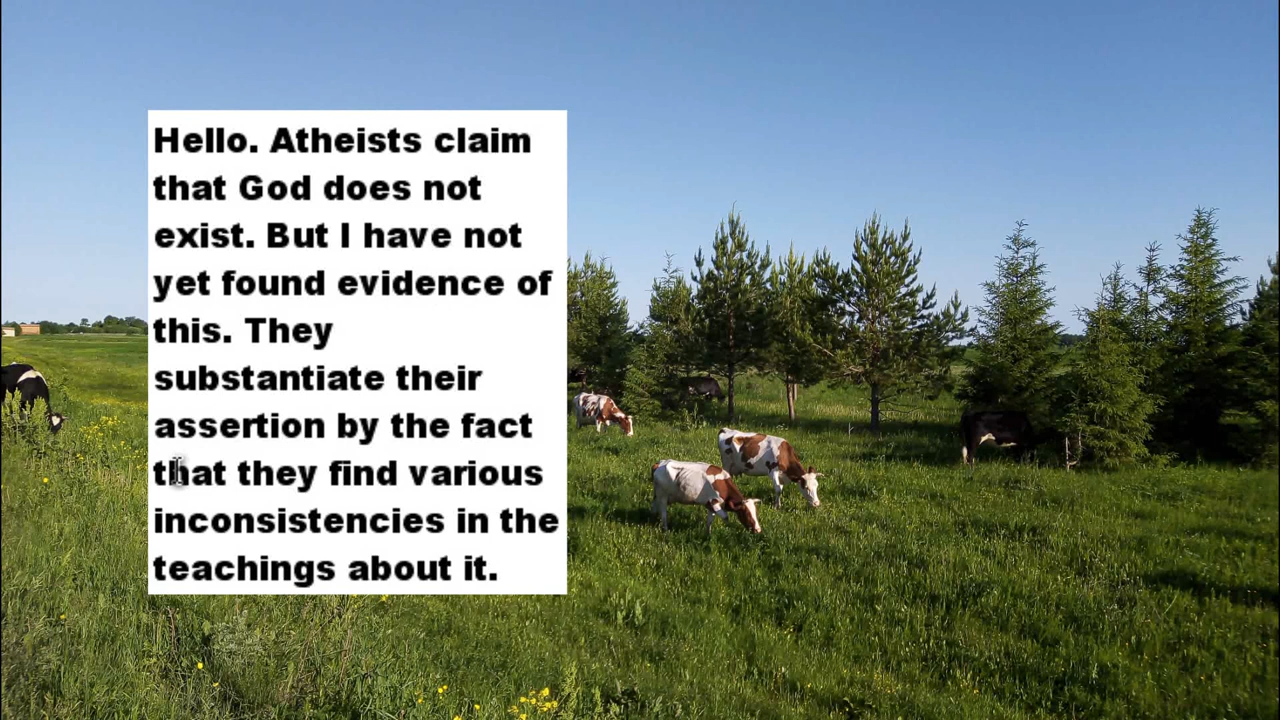 Hello. Atheists claim
that God does not
exist. But I have not
yet found evidence of
this. They
substantiate their
assertion by the fact
that they find various
inconsistencies in the
teachings about it.